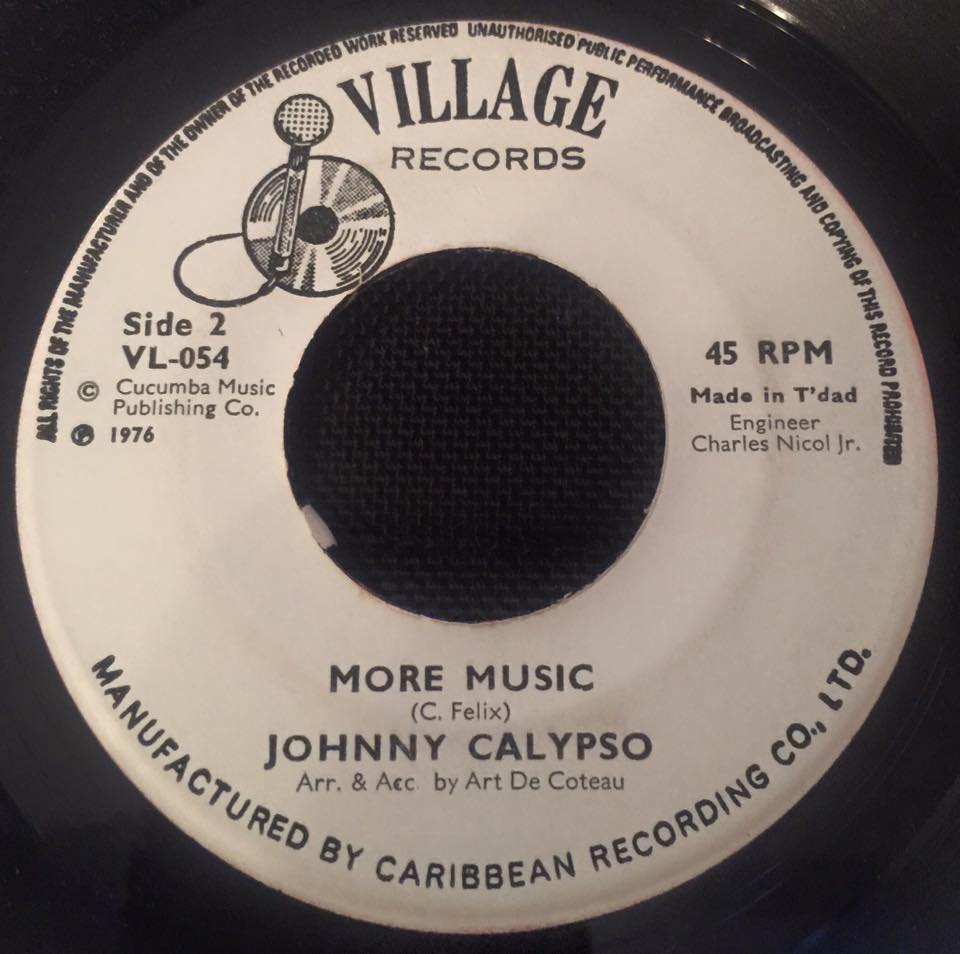 ALL RIGHTS OF THE MANUFACTURER AND OF THE OWNER OF THE RECORDED WORK RESERVED UNAUTHORISED PUBLIC PERFORMANCE BROADCASTING AND COPYING OF THIS RECORD PROHIBITED
VILLAGE
RECORDS
Side 2
VL-054
© Cucumba Music
Publishing Co.
℗ 1976
45 RPM
Made in T'dad
Engineer
Charles Nicol Jr.
MORE MUSIC
(C. Felix)
JOHNNY CALYPSO
Arr. & Acc. by Art De Coteau
MANUFACTURED BY CARIBBEAN RECORDING CO., LTD.